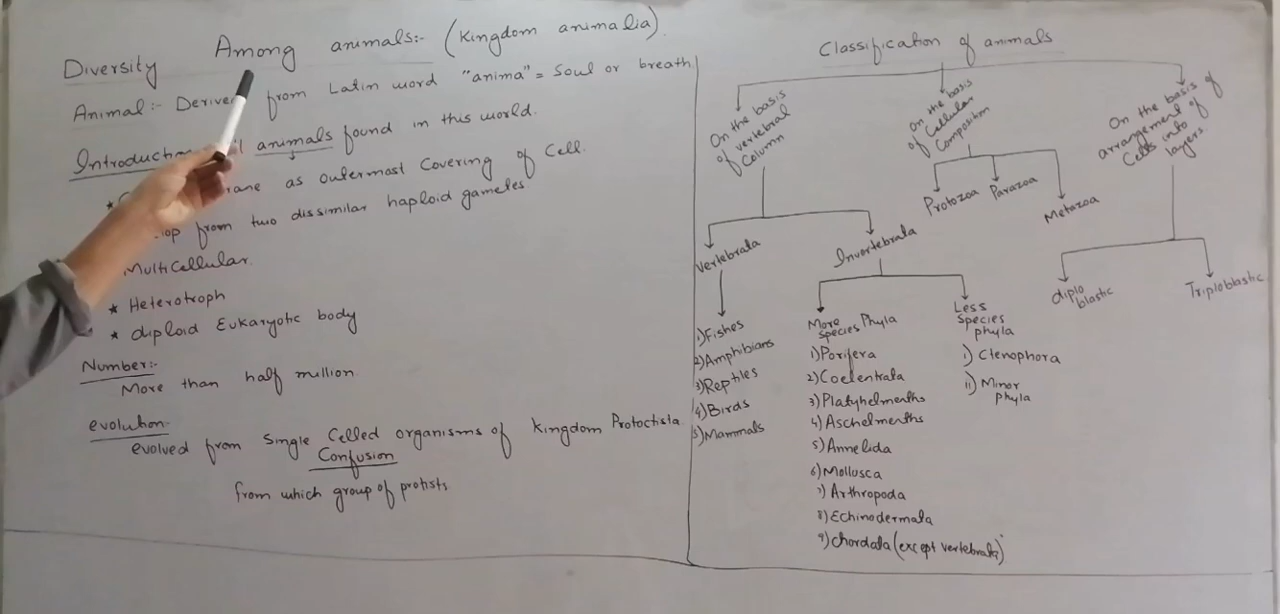 Diversity Among animals:- (Kingdom animalia)
Animal:- Derive from Latin word "anima" = Soul or breath
Introduction animals found in this world.
* as outermost Covering of Cell.
from two dissimilar haploid gametes
Multicellular
* Heterotroph
* diploid Eukaryotic body
Number:-
More than half million
evolution-
evolved from Single Celled organisms of kingdom Protoctista
Confusion
from which group of protists
Classification of animals
On the basis
of vertebral
Column
Vertebrata
1) Fishes
2) Amphibians
3) Reptiles
4) Birds
5) Mammals
Invertebrata
More
Species Phyla
1) Porifera
2) Coelentrata
3) Platyhelmenths
4) Aschelmenths
5) Annelida
6) Mollusca
7) Arthropoda
8) Echinodermata
9) Chordata (except vertebrate)
Less
Species
phyla
i) Ctenophora
ii) Minor
phyla
On the basis
of Cellular
Composition
Protozoa
Parazoa
Metazoa
On the basis of
arrangement of
Cells into
layers.
diplo
blastic
Triploblastic